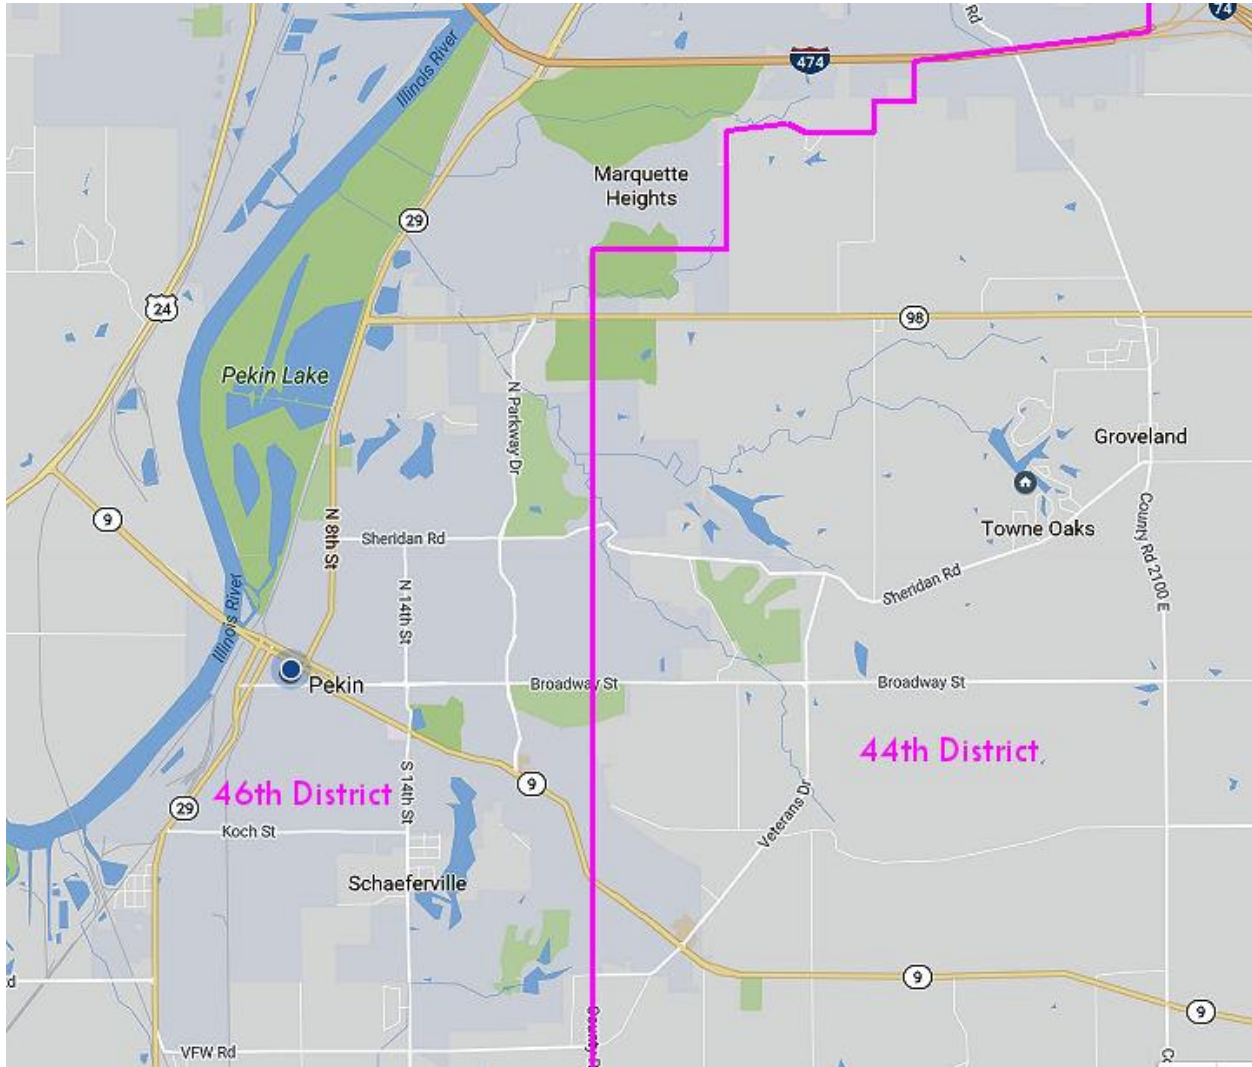 Rd
74
Illinois River
474
Marquette
Heights
29
24
98
Pekin Lake
N Parkway Dr
Groveland
9
N 8th St
Sheridan Rd
Towne Oaks
County Rd 2100 E
Illinois River
N 14th St
Sheridan Rd
Pekin
Broadway St
Broadway St
44th District
46th District
S 14th St
9
29
Koch St
Veterans Dr
Schaeferville
9
d
9
VFW Rd
Co